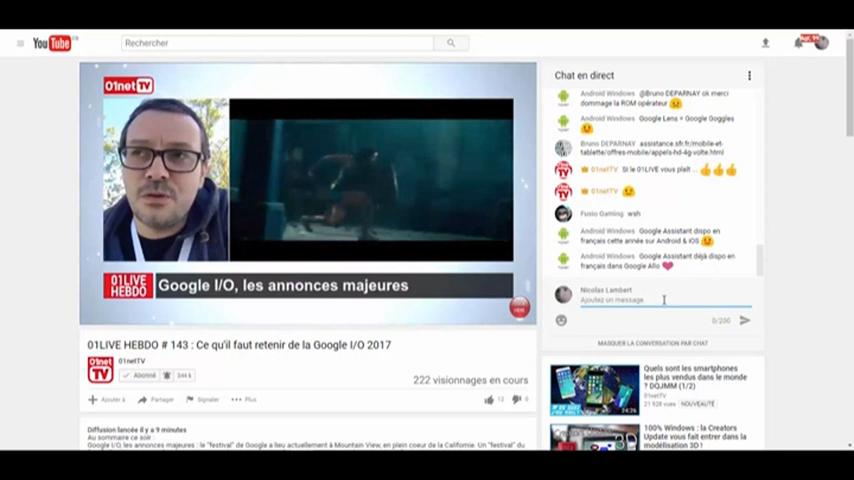 YouTube FR
Rechercher
01netTV
01LIVE HEBDO
Google I/O, les annonces majeures
01LIVE HEBDO # 143 : Ce qu'il faut retenir de la Google I/O 2017
01netTV
Abonné 344 k
222 visionnages en cours
Ajouter à Partager Signaler Plus
12 0
Diffusion lancée il y a 9 minutes
Au sommaire ce soir :
Google I/O, les annonces majeures : le "festival" de Google a lieu actuellement à Mountain View, en plein coeur de la Californie. Un "festival" du
Chat en direct
Android Windows @Bruno DEPARNAY ok merci
dommage la ROM opérateur
Android Windows Google Lens = Google Goggles
Bruno DEPARNAY assistance.sfr.fr/mobile-et-
tablette/offres-mobile/appels-hd-4g-volte.html
01netTV Si le 01LIVE vous plaît ...
01netTV
Fusio Gaming wsh
Android Windows Google Assistant dispo en
français cette année sur Android & iOS
Android Windows Google Assistant déjà dispo en
français dans Google Allo
Nicolas Lambert
Ajoutez un message
0/200
MASQUER LA CONVERSATION PAR CHAT
Quels sont les smartphones
les plus vendus dans le monde
? DQJMM (1/2)
01netTV
21 928 vues NOUVEAUTÉ
24:26
100% Windows : la Creators
Update vous fait entrer dans la
modélisation 3D !